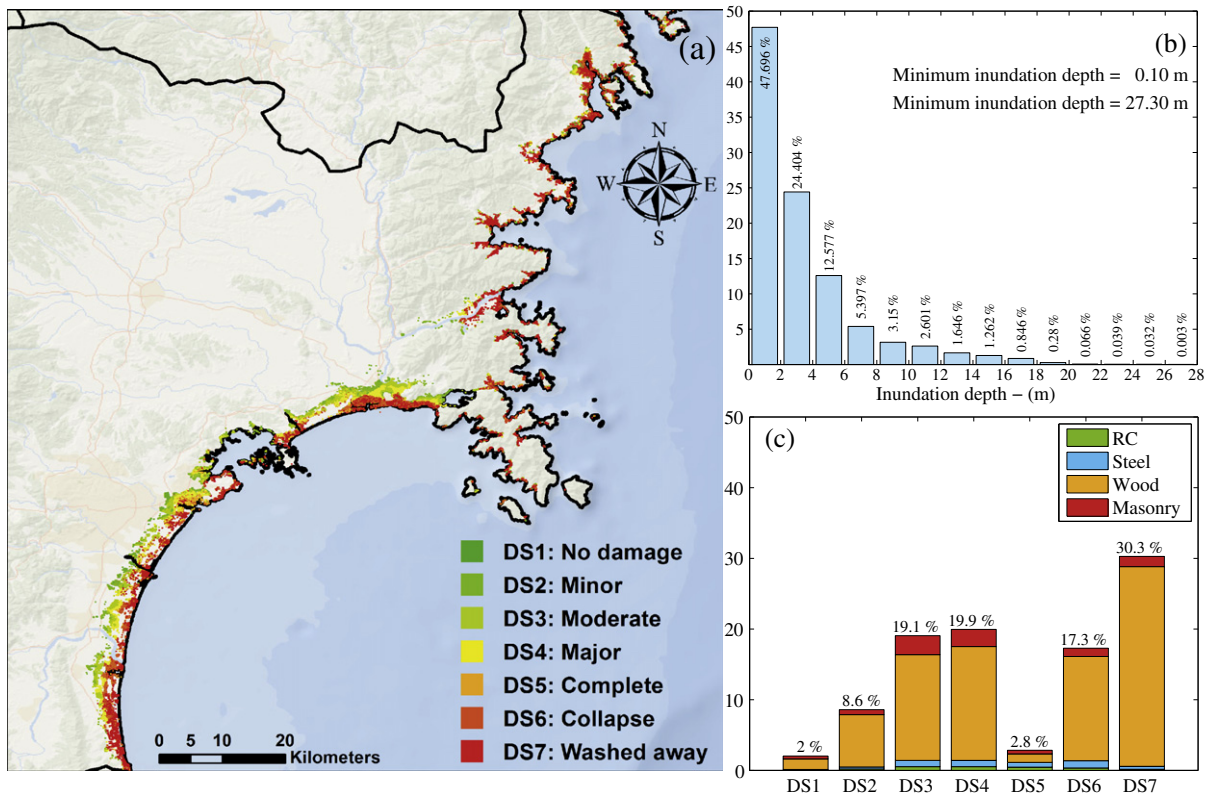 (a)
N
W
E
S
DS1: No damage
DS2: Minor
DS3: Moderate
DS4: Major
DS5: Complete
DS6: Collapse
DS7: Washed away
0 5 10 20
Kilometers
(b)
Minimum inundation depth = 0.10 m
Minimum inundation depth = 27.30 m
50
45
40
35
30
25
20
15
10
5
47.696 %
24.404 %
12.577 %
5.397 %
3.15 %
2.601 %
1.646 %
1.262 %
0.846 %
0.28 %
0.066 %
0.039 %
0.032 %
0.003 %
0 2 4 6 8 10 12 14 16 18 20 22 24 26 28
Inundation depth − (m)
(c)
RC
Steel
Wood
Masonry
50
40
30
20
10
0
2 %
8.6 %
19.1 %
19.9 %
2.8 %
17.3 %
30.3 %
DS1 DS2 DS3 DS4 DS5 DS6 DS7